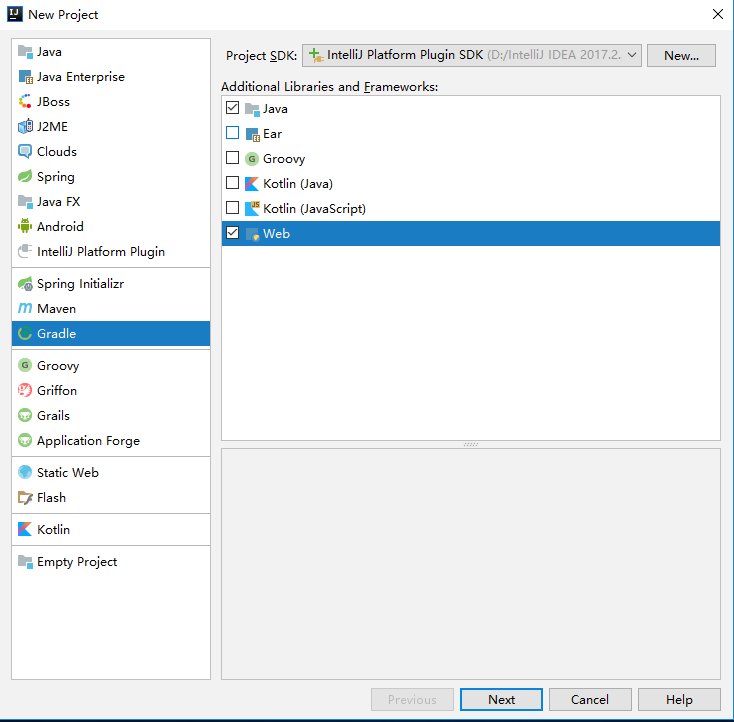 New Project
Java
Java Enterprise
JBoss
J2ME
Clouds
Spring
Java FX
Android
IntelliJ Platform Plugin
Spring Initializr
Maven
Gradle
Groovy
Griffon
Grails
Application Forge
Static Web
Flash
Kotlin
Empty Project
Project SDK: IntelliJ Platform Plugin SDK (D:/IntelliJ IDEA 2017.2. New...
Additional Libraries and Frameworks:
Java
Ear
Groovy
Kotlin (Java)
Kotlin (JavaScript)
Web
Previous Next Cancel Help